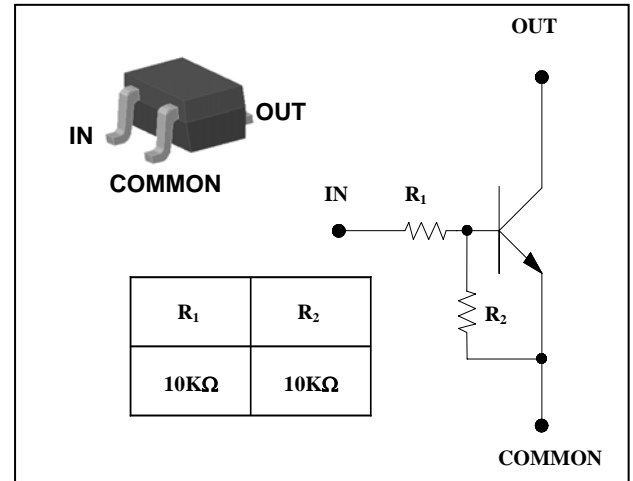 OUT
OUT
IN
COMMON
IN
R₁
R₂
R₁ R₂
10KΩ 10KΩ
COMMON